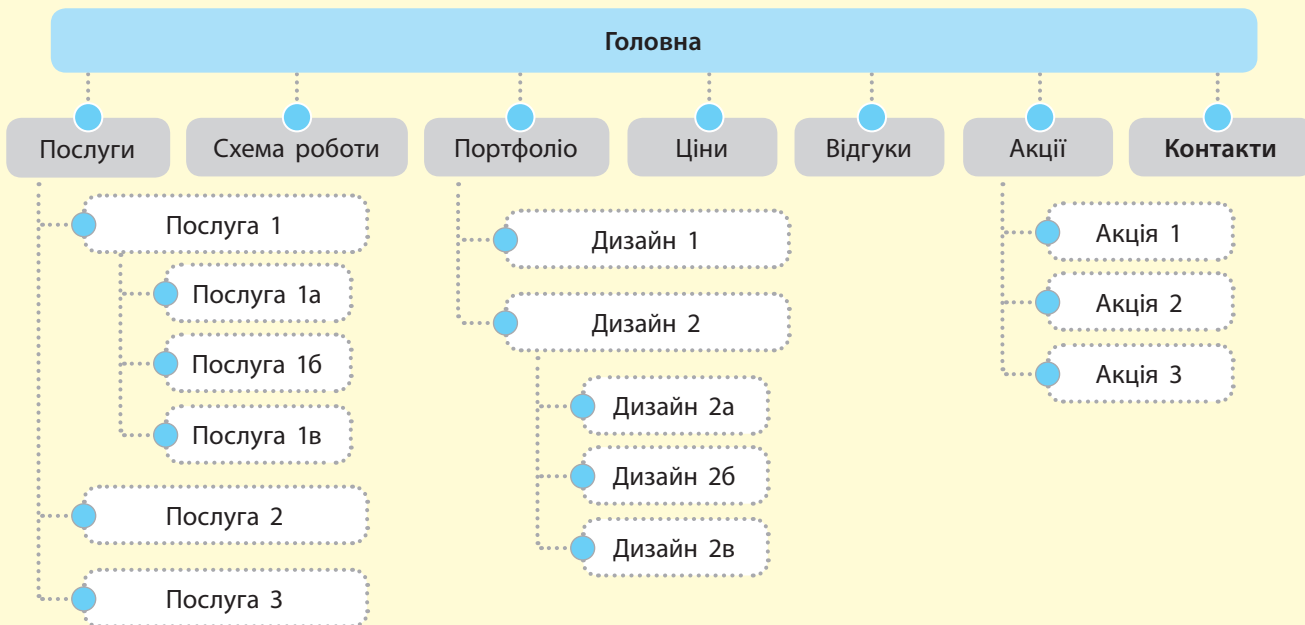 Головна
Послуги
Схема роботи
Портфоліо
Ціни
Відгуки
Акції
Контакти
Послуга 1
Послуга 1а
Послуга 1б
Послуга 1в
Послуга 2
Послуга 3
Дизайн 1
Дизайн 2
Дизайн 2а
Дизайн 2б
Дизайн 2в
Акція 1
Акція 2
Акція 3